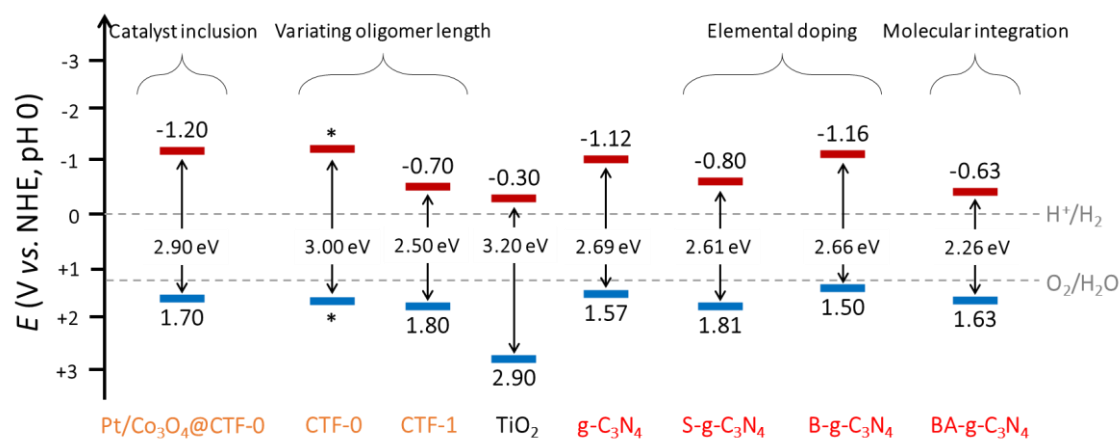 Catalyst inclusion Variating oligomer length Elemental doping Molecular integration
E (V vs. NHE, pH 0)
-3
-2
-1
0
+1
+2
+3
-1.20 * -0.70 -0.30 -1.12 -0.80 -1.16 -0.63
H⁺/H₂
2.90 eV 3.00 eV 2.50 eV 3.20 eV 2.69 eV 2.61 eV 2.66 eV 2.26 eV
O₂/H₂O
1.70 * 1.80 2.90 1.57 1.81 1.50 1.63
Pt/Co₃O₄@CTF-0 CTF-0 CTF-1 TiO₂ g-C₃N₄ S-g-C₃N₄ B-g-C₃N₄ BA-g-C₃N₄